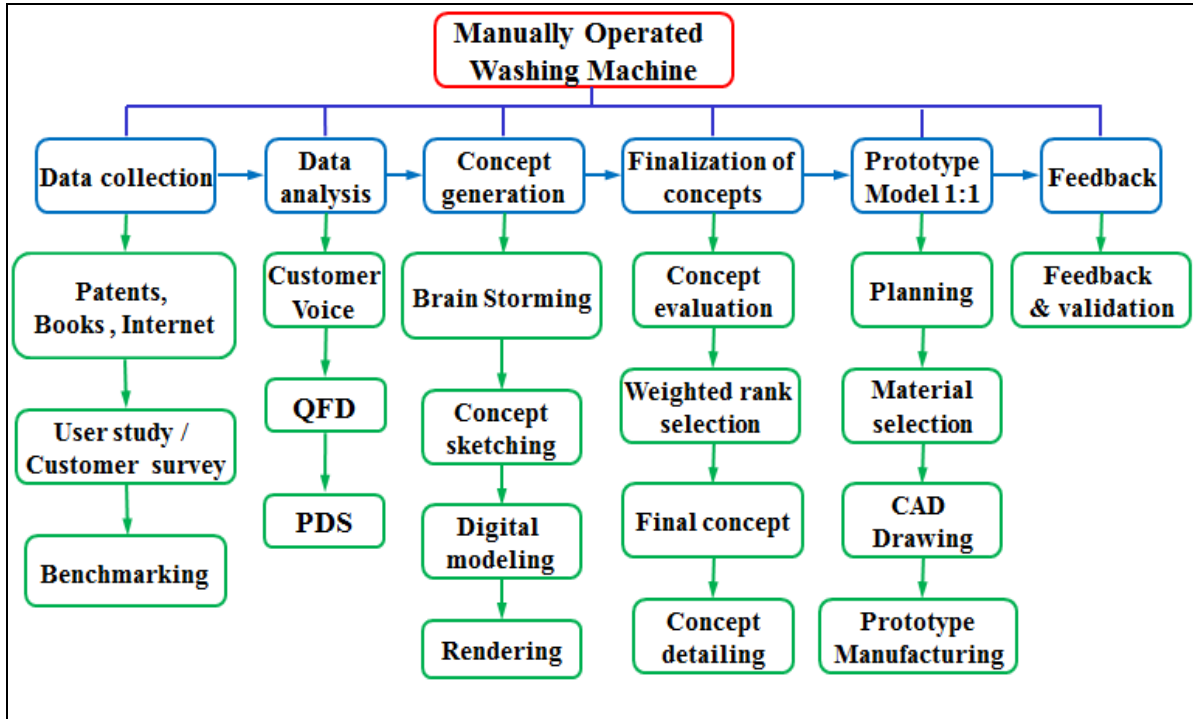 Manually Operated
Washing Machine
Data collection
Data
analysis
Concept
generation
Finalization of
concepts
Prototype
Model 1:1
Feedback
Patents,
Books , Internet
User study /
Customer survey
Benchmarking
Customer
Voice
QFD
PDS
Brain Storming
Concept
sketching
Digital
modeling
Rendering
Concept
evaluation
Weighted rank
selection
Final concept
Concept
detailing
Planning
Material
selection
CAD
Drawing
Prototype
Manufacturing
Feedback
& validation